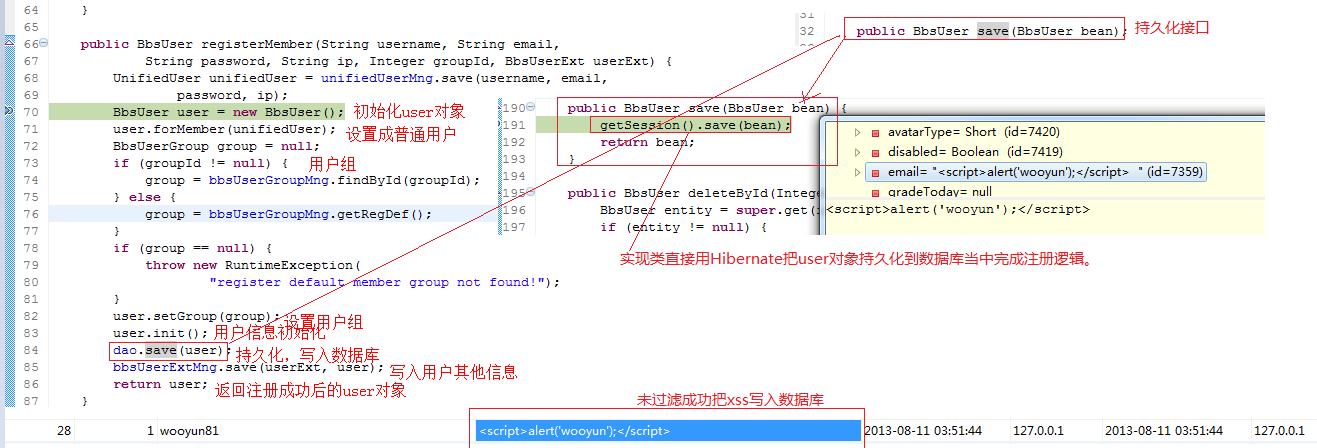 64 }
65
66 public BbsUser registerMember(String username, String email,
67 String password, String ip, Integer groupId, BbsUserExt userExt) {
68 UnifiedUser unifiedUser = unifiedUserMng.save(username, email,
69 password, ip);
70 BbsUser user = new BbsUser(); 初始化user对象
71 user.forMember(unifiedUser); 设置成普通用户
72 BbsUserGroup group = null;
73 if (groupId != null) { 用户组
74 group = bbsUserGroupMng.findById(groupId);
75 } else {
76 group = bbsUserGroupMng.getRegDef();
77 }
78 if (group == null) {
79 throw new RuntimeException(
80 "register default member group not found!");
81 }
82 user.setGroup(group); 设置用户组
83 user.init(); 用户信息初始化
84 dao.save(user); 持久化，写入数据库
85 bbsUserExtMng.save(userExt, user); 写入用户其他信息
86 return user; 返回注册成功后的user对象
87 }
31
32 public BbsUser save(BbsUser bean); 持久化接口
190 public BbsUser save(BbsUser bean) {
191 getSession().save(bean);
192 return bean;
193 }
195 public BbsUser deleteById(Integ
196 BbsUser entity = super.get(i
197 if (entity != null) {
avatarType= Short (id=7420)
disabled= Boolean (id=7419)
email= "<script>alert('wooyun');</script> " (id=7359)
gradeToday= null
<script>alert('wooyun');</script>
实现类直接用Hibernate把user对象持久化到数据库当中完成注册逻辑。
未过滤成功把xss写入数据库
28 1 wooyun81 <script>alert('wooyun');</script> 2013-08-11 03:51:44 127.0.0.1 2013-08-11 03:51:44 127.0.0.1